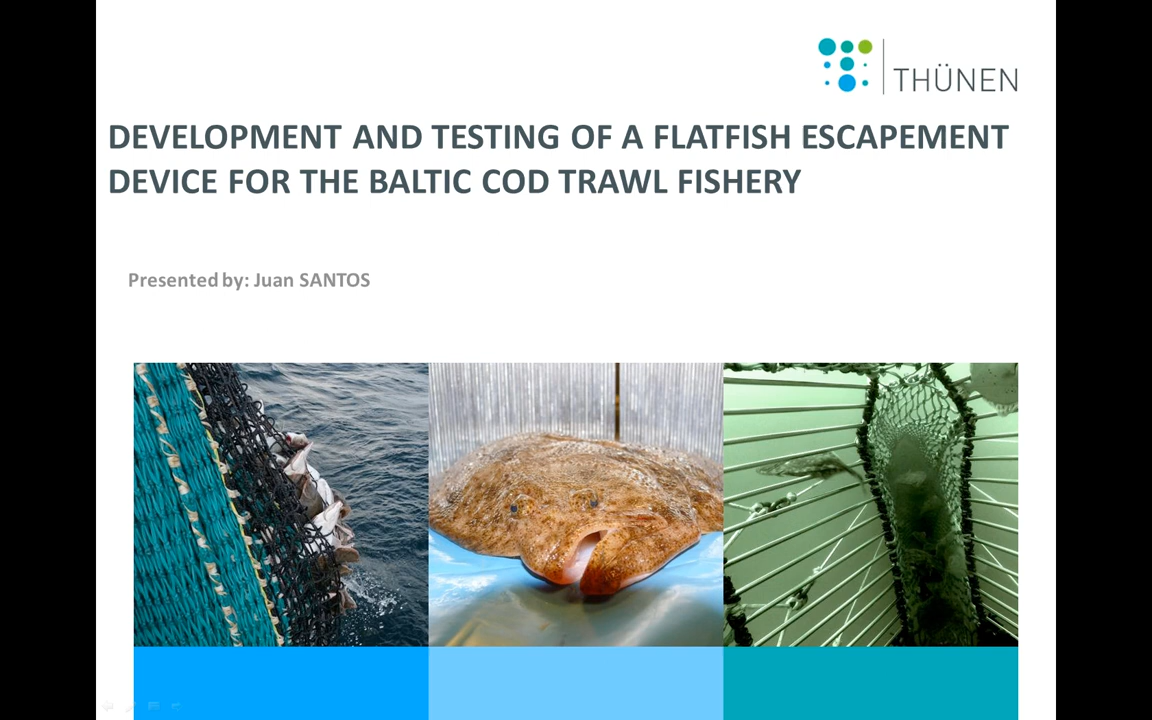 THÜNEN
DEVELOPMENT AND TESTING OF A FLATFISH ESCAPEMENT
DEVICE FOR THE BALTIC COD TRAWL FISHERY
Presented by: Juan SANTOS